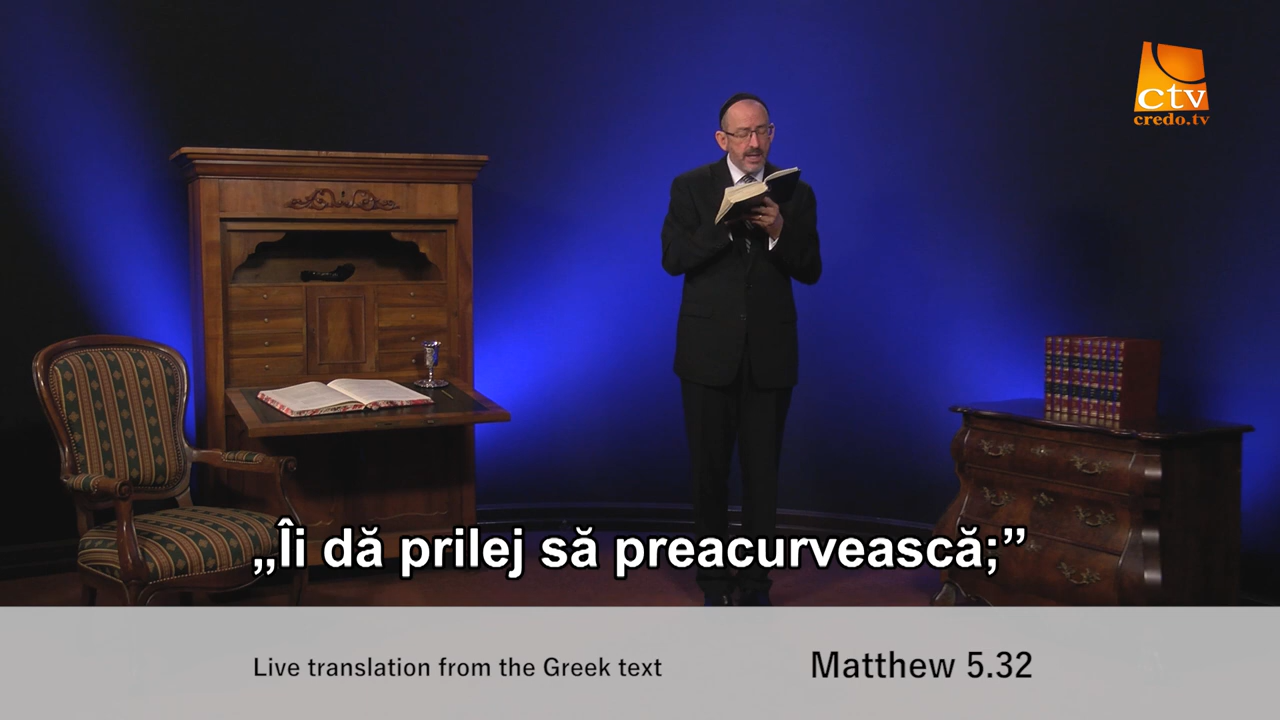 ctv
credo.tv
„Îi dă prilej să preacurvească;”
Live translation from the Greek text
Matthew 5.32